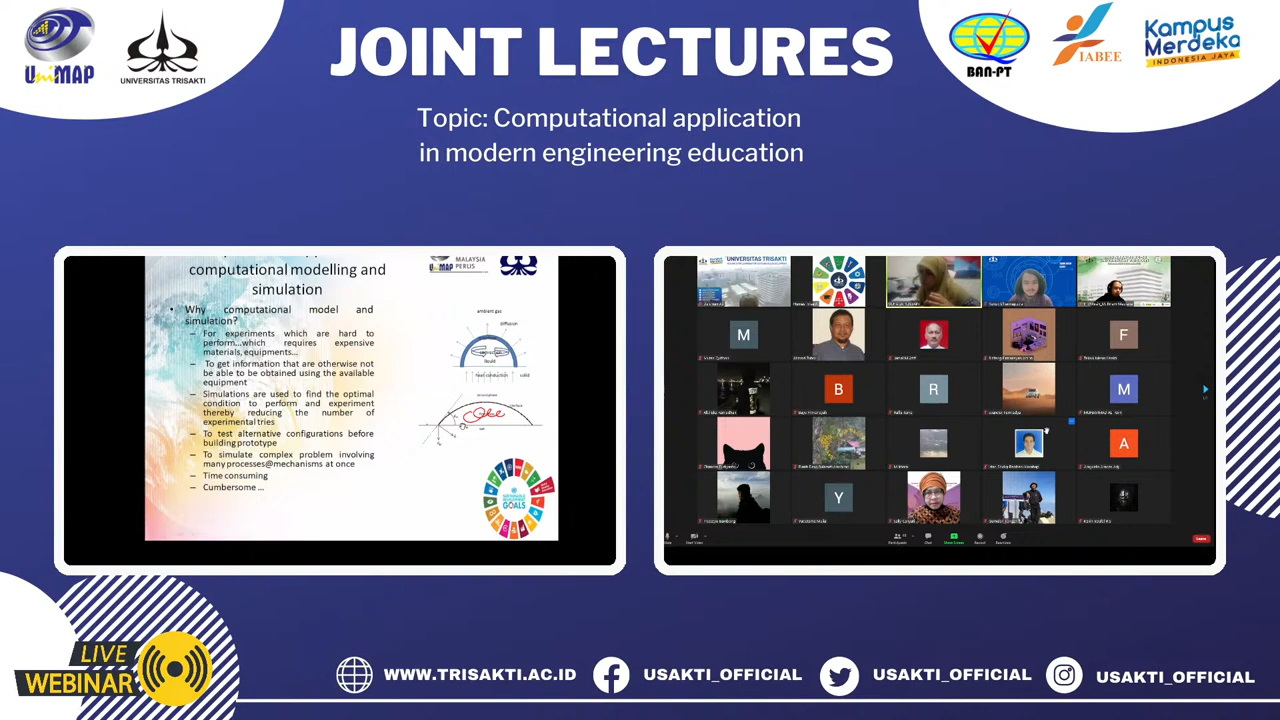 UniMAP
UNIVERSITAS TRISAKTI
JOINT LECTURES
Topic: Computational application
in modern engineering education
BAN-PT
IABEE
Kampus
Merdeka
INDONESIA JAYA
computational modelling and
simulation
• Why computational model and
simulation?
– For experiments which are hard to
perform...which requires expensive
materials, equipments...
– To get information that are otherwise not
be able to be obtained using the available
equipment
– Simulations are used to find the optimal
condition to perform and experiment
thereby reducing the number of
experimental tries
– To test alternative configurations before
building prototype
– To simulate complex problem involving
many processes@mechanisms at once
– Time consuming
– Cumbersome ...
UniMAP
MALAYSIA
PERLIS
ambient gas
diffusion
liquid
heat conduction
solid
SUSTAINABLE
DEVELOPMENT
GOALS
UNIVERSITAS TRISAKTI
M
F
B
R
M
A
Y
LIVE
WEBINAR
WWW.TRISAKTI.AC.ID
USAKTI_OFFICIAL
USAKTI_OFFICIAL
USAKTI_OFFICIAL